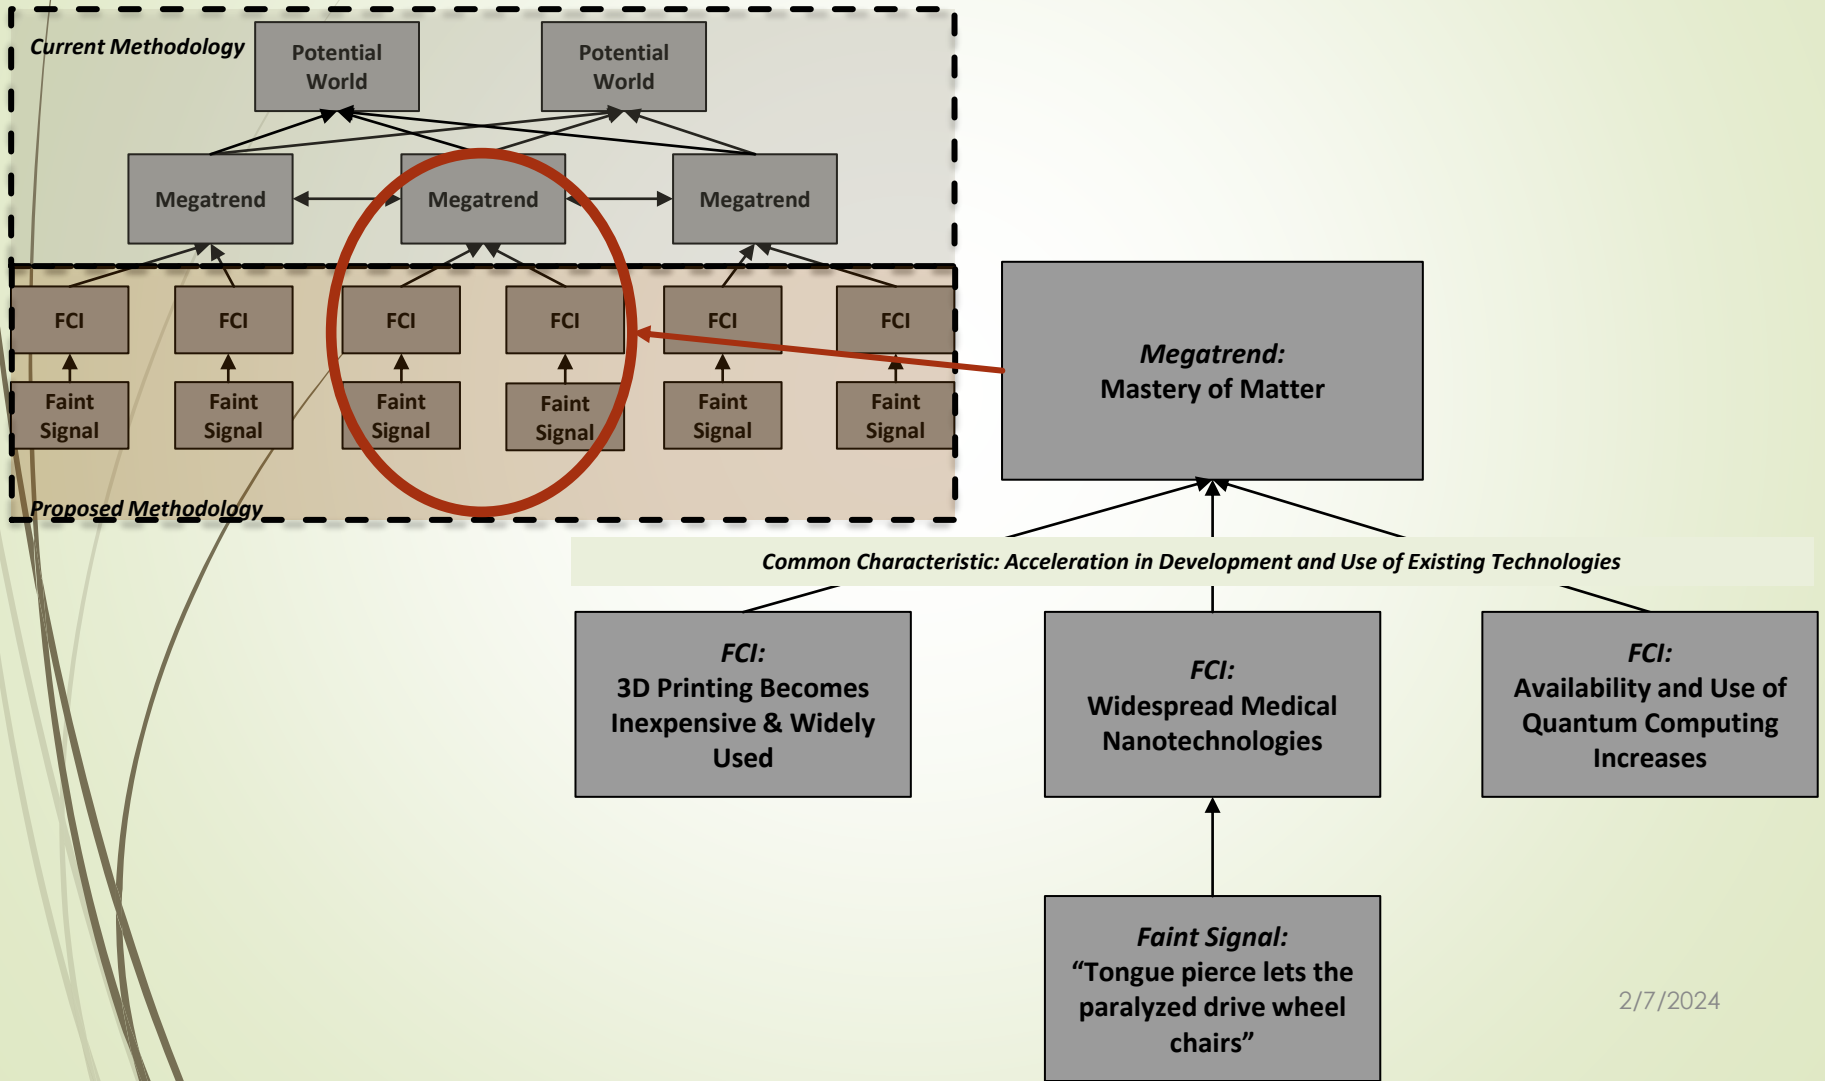 Current Methodology
Potential
World
Potential
World
Megatrend
Megatrend
Megatrend
FCI
FCI
FCI
FCI
FCI
FCI
Faint
Signal
Faint
Signal
Faint
Signal
Faint
Signal
Faint
Signal
Faint
Signal
Proposed Methodology
Megatrend:
Mastery of Matter
Common Characteristic: Acceleration in Development and Use of Existing Technologies
FCI:
3D Printing Becomes
Inexpensive & Widely
Used
FCI:
Widespread Medical
Nanotechnologies
FCI:
Availability and Use of
Quantum Computing
Increases
Faint Signal:
“Tongue pierce lets the
paralyzed drive wheel
chairs”
2/7/2024